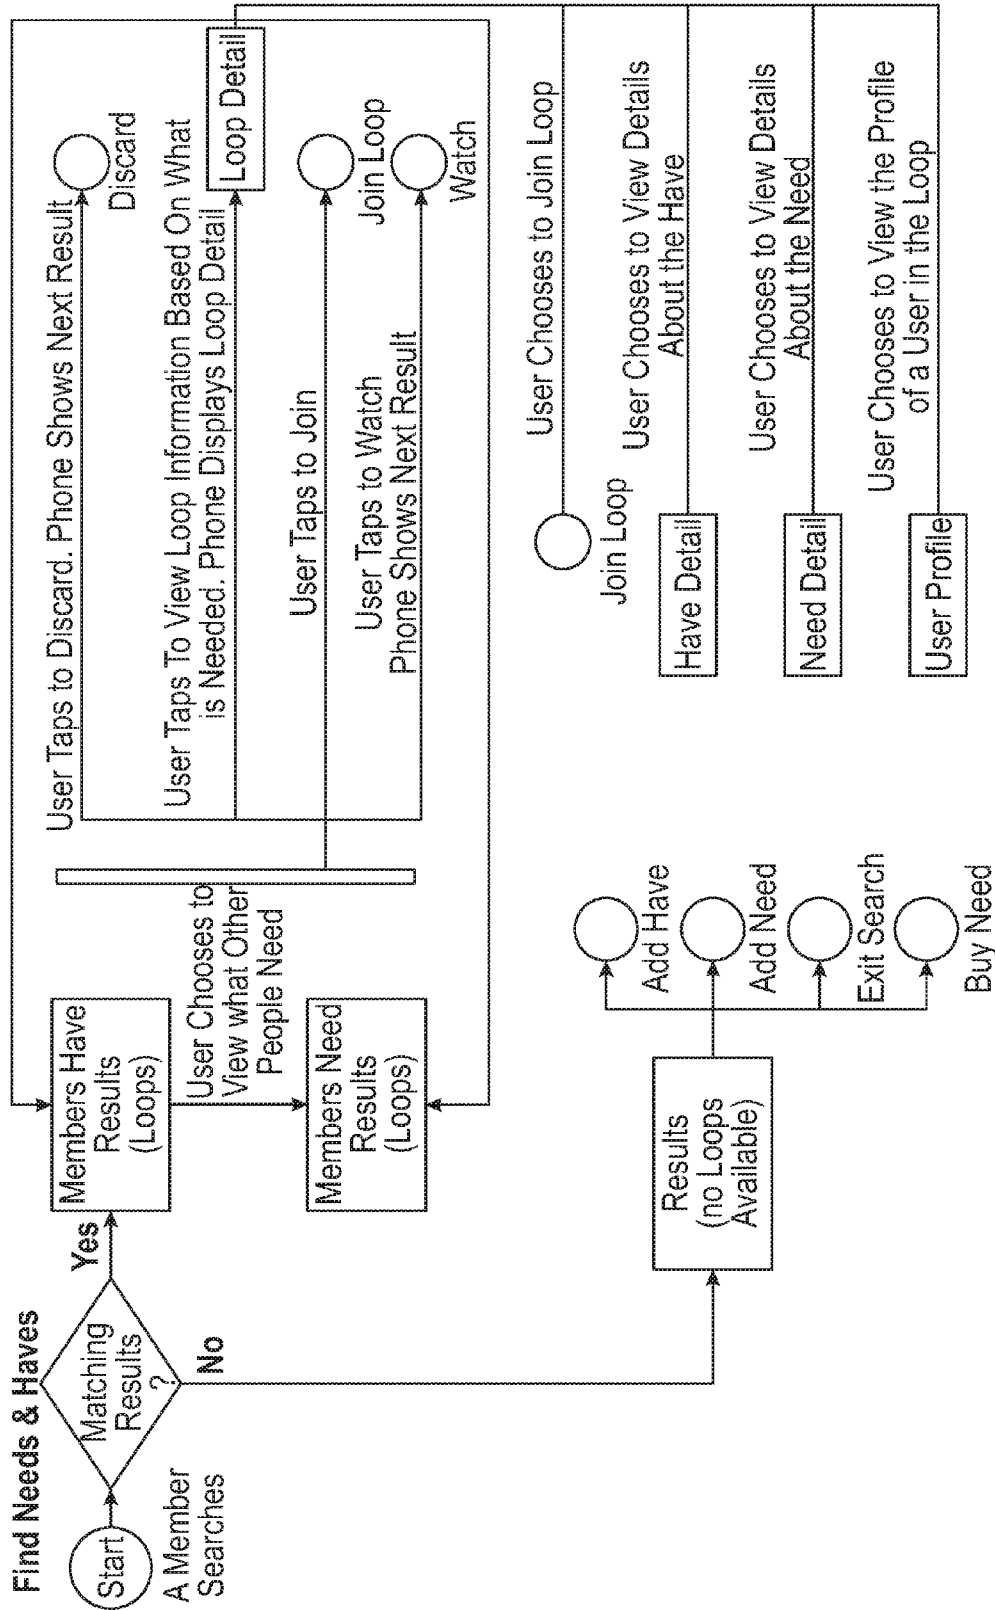 Find Needs & Haves
Start
A Member
Searches
Matching
Results
?
Yes
No
Members Have
Results
(Loops)
User Chooses to
View what Other
People Need
Members Need
Results
(Loops)
User Taps to Discard. Phone Shows Next Result
Discard
User Taps To View Loop Information Based On What
is Needed. Phone Displays Loop Detail
Loop Detail
User Taps to Join
Join Loop
User Taps to Watch
Phone Shows Next Result
Watch
Results
(no Loops
Available)
Add Have
Add Need
Exit Search
Buy Need
User Chooses to Join Loop
Join Loop
User Chooses to View Details
About the Have
Have Detail
User Chooses to View Details
About the Need
Need Detail
User Chooses to View the Profile
of a User in the Loop
User Profile